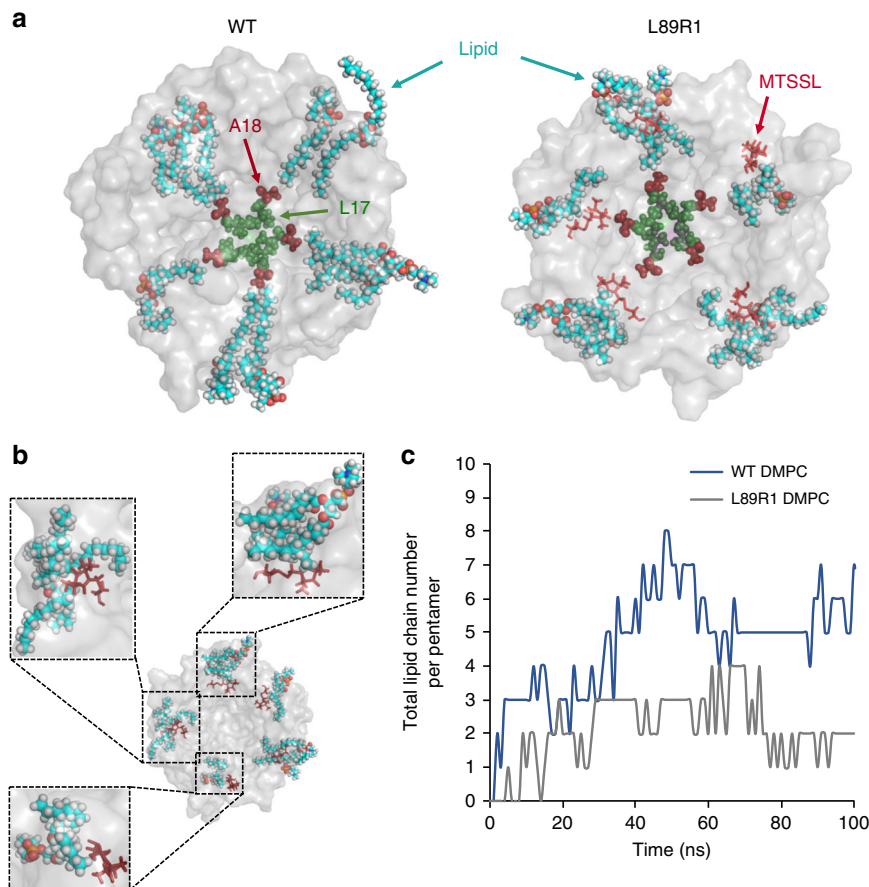 a
WT
L89R1
Lipid
MTSSL
A18
L17
b
c
10
9
8
7
6
5
4
3
2
1
0
Total lipid chain number
per pentamer
WT DMPC
L89R1 DMPC
0
20
40
60
80
100
Time (ns)